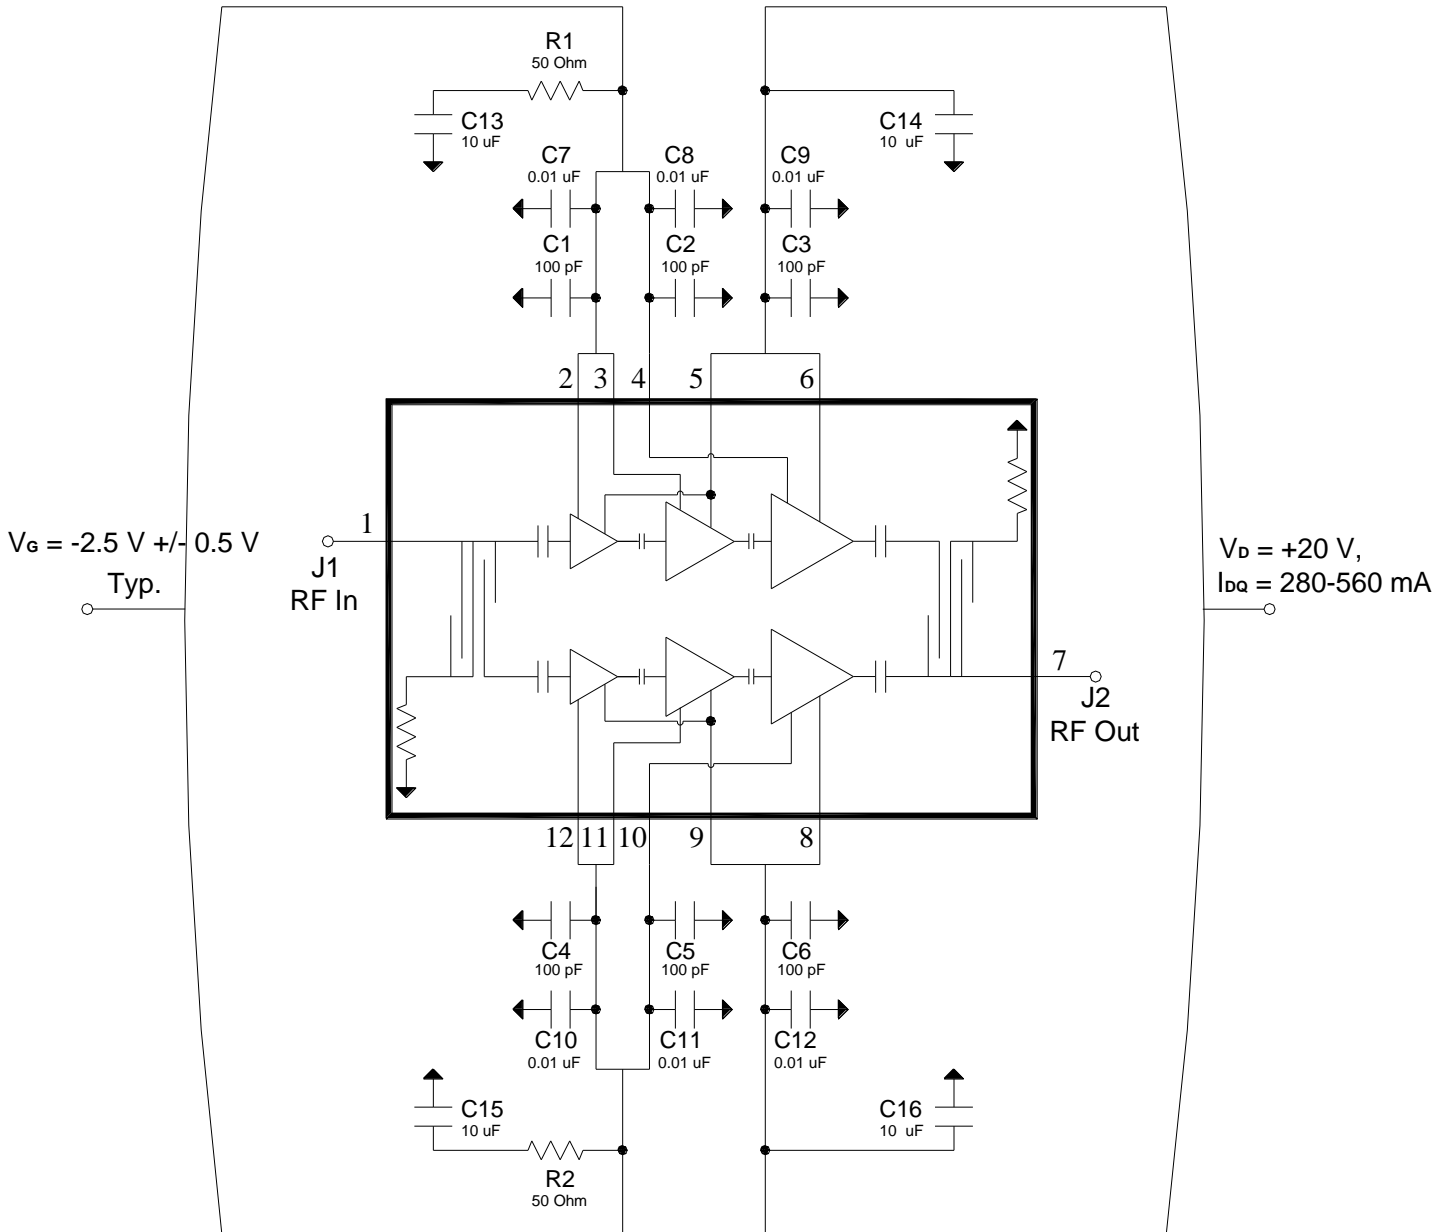 R1
50 Ohm
C13
10 uF
C14
10 uF
C7
0.01 uF
C8
0.01 uF
C9
0.01 uF
C1
100 pF
C2
100 pF
C3
100 pF
2 3 4 5 6
1
VG = -2.5 V +/- 0.5 V
Typ.
J1
RF In
VD = +20 V,
IDQ = 280-560 mA
7
J2
RF Out
12 11 10 9 8
C4
100 pF
C5
100 pF
C6
100 pF
C10
0.01 uF
C11
0.01 uF
C12
0.01 uF
C15
10 uF
C16
10 uF
R2
50 Ohm